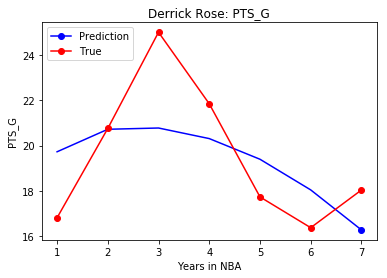 Derrick Rose: PTS_G
Prediction
True
PTS_G
24
22
20
18
16
1 2 3 4 5 6 7
Years in NBA